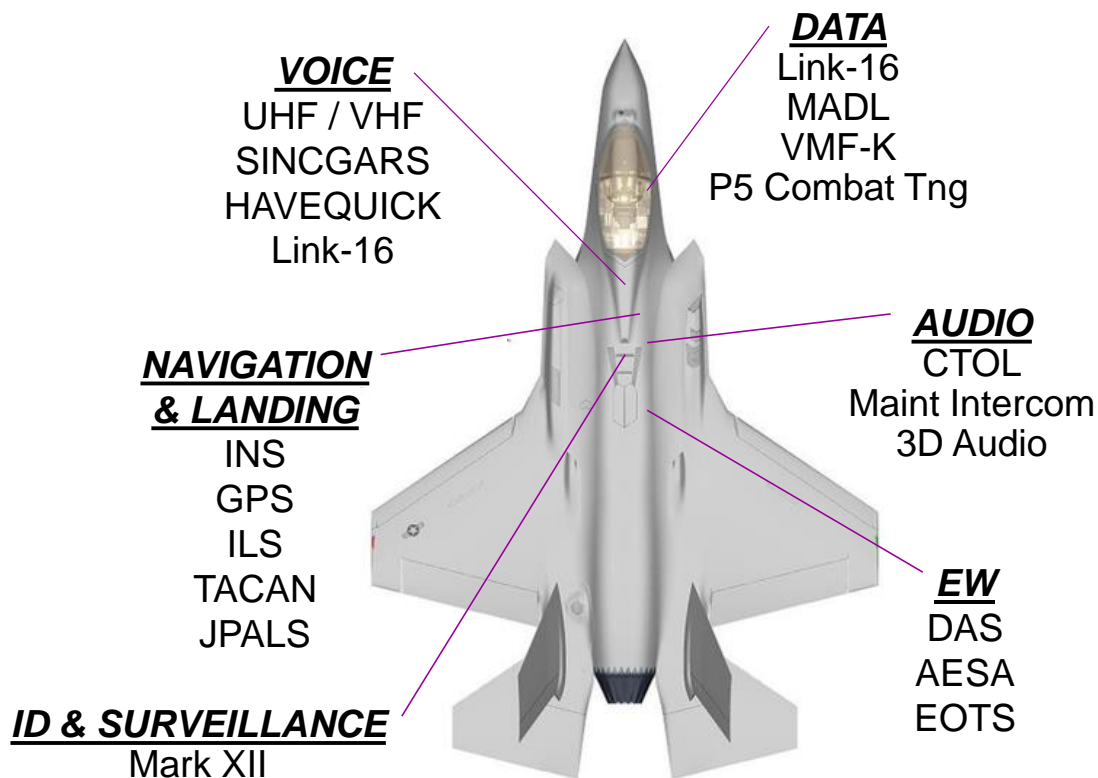 VOICE
UHF / VHF
SINCGARS
HAVEQUICK
Link-16
DATA
Link-16
MADL
VMF-K
P5 Combat Tng
NAVIGATION
& LANDING
INS
GPS
ILS
TACAN
JPALS
AUDIO
CTOL
Maint Intercom
3D Audio
EW
DAS
AESA
EOTS
ID & SURVEILLANCE
Mark XII